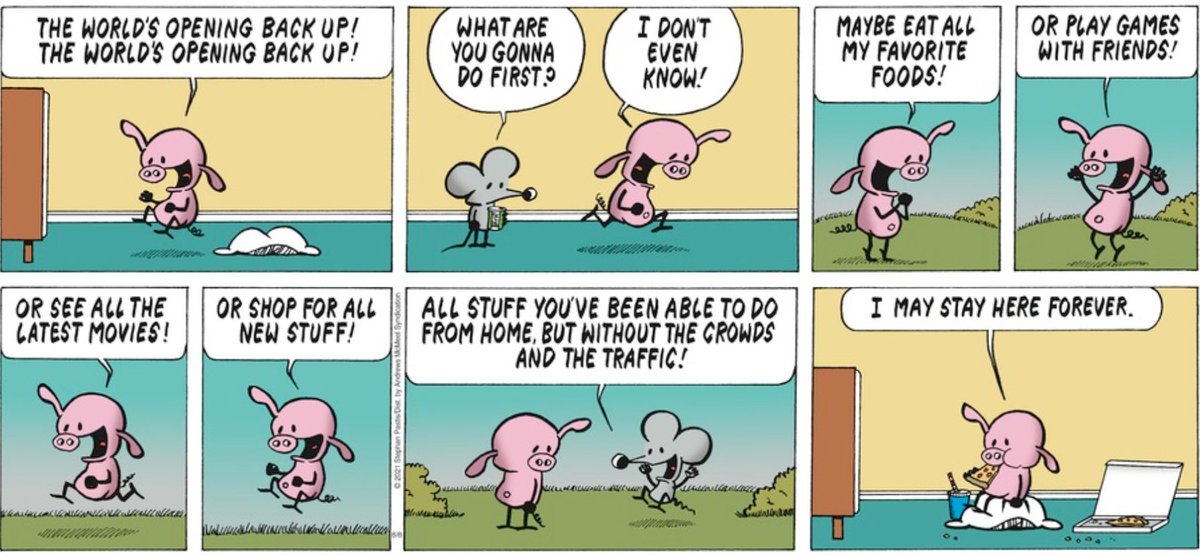 THE WORLD'S OPENING BACK UP!
THE WORLD'S OPENING BACK UP!
WHAT ARE
YOU GONNA
DO FIRST?
I DON'T
EVEN
KNOW!
MAYBE EAT ALL
MY FAVORITE
FOODS!
OR PLAY GAMES
WITH FRIENDS!
OR SEE ALL THE
LATEST MOVIES!
OR SHOP FOR ALL
NEW STUFF!
© 2021 Stephan Pastis/Dist. by Andrews McMeel Syndication
5/6
ALL STUFF YOU'VE BEEN ABLE TO DO
FROM HOME, BUT WITHOUT THE CROWDS
AND THE TRAFFIC!
I MAY STAY HERE FOREVER.